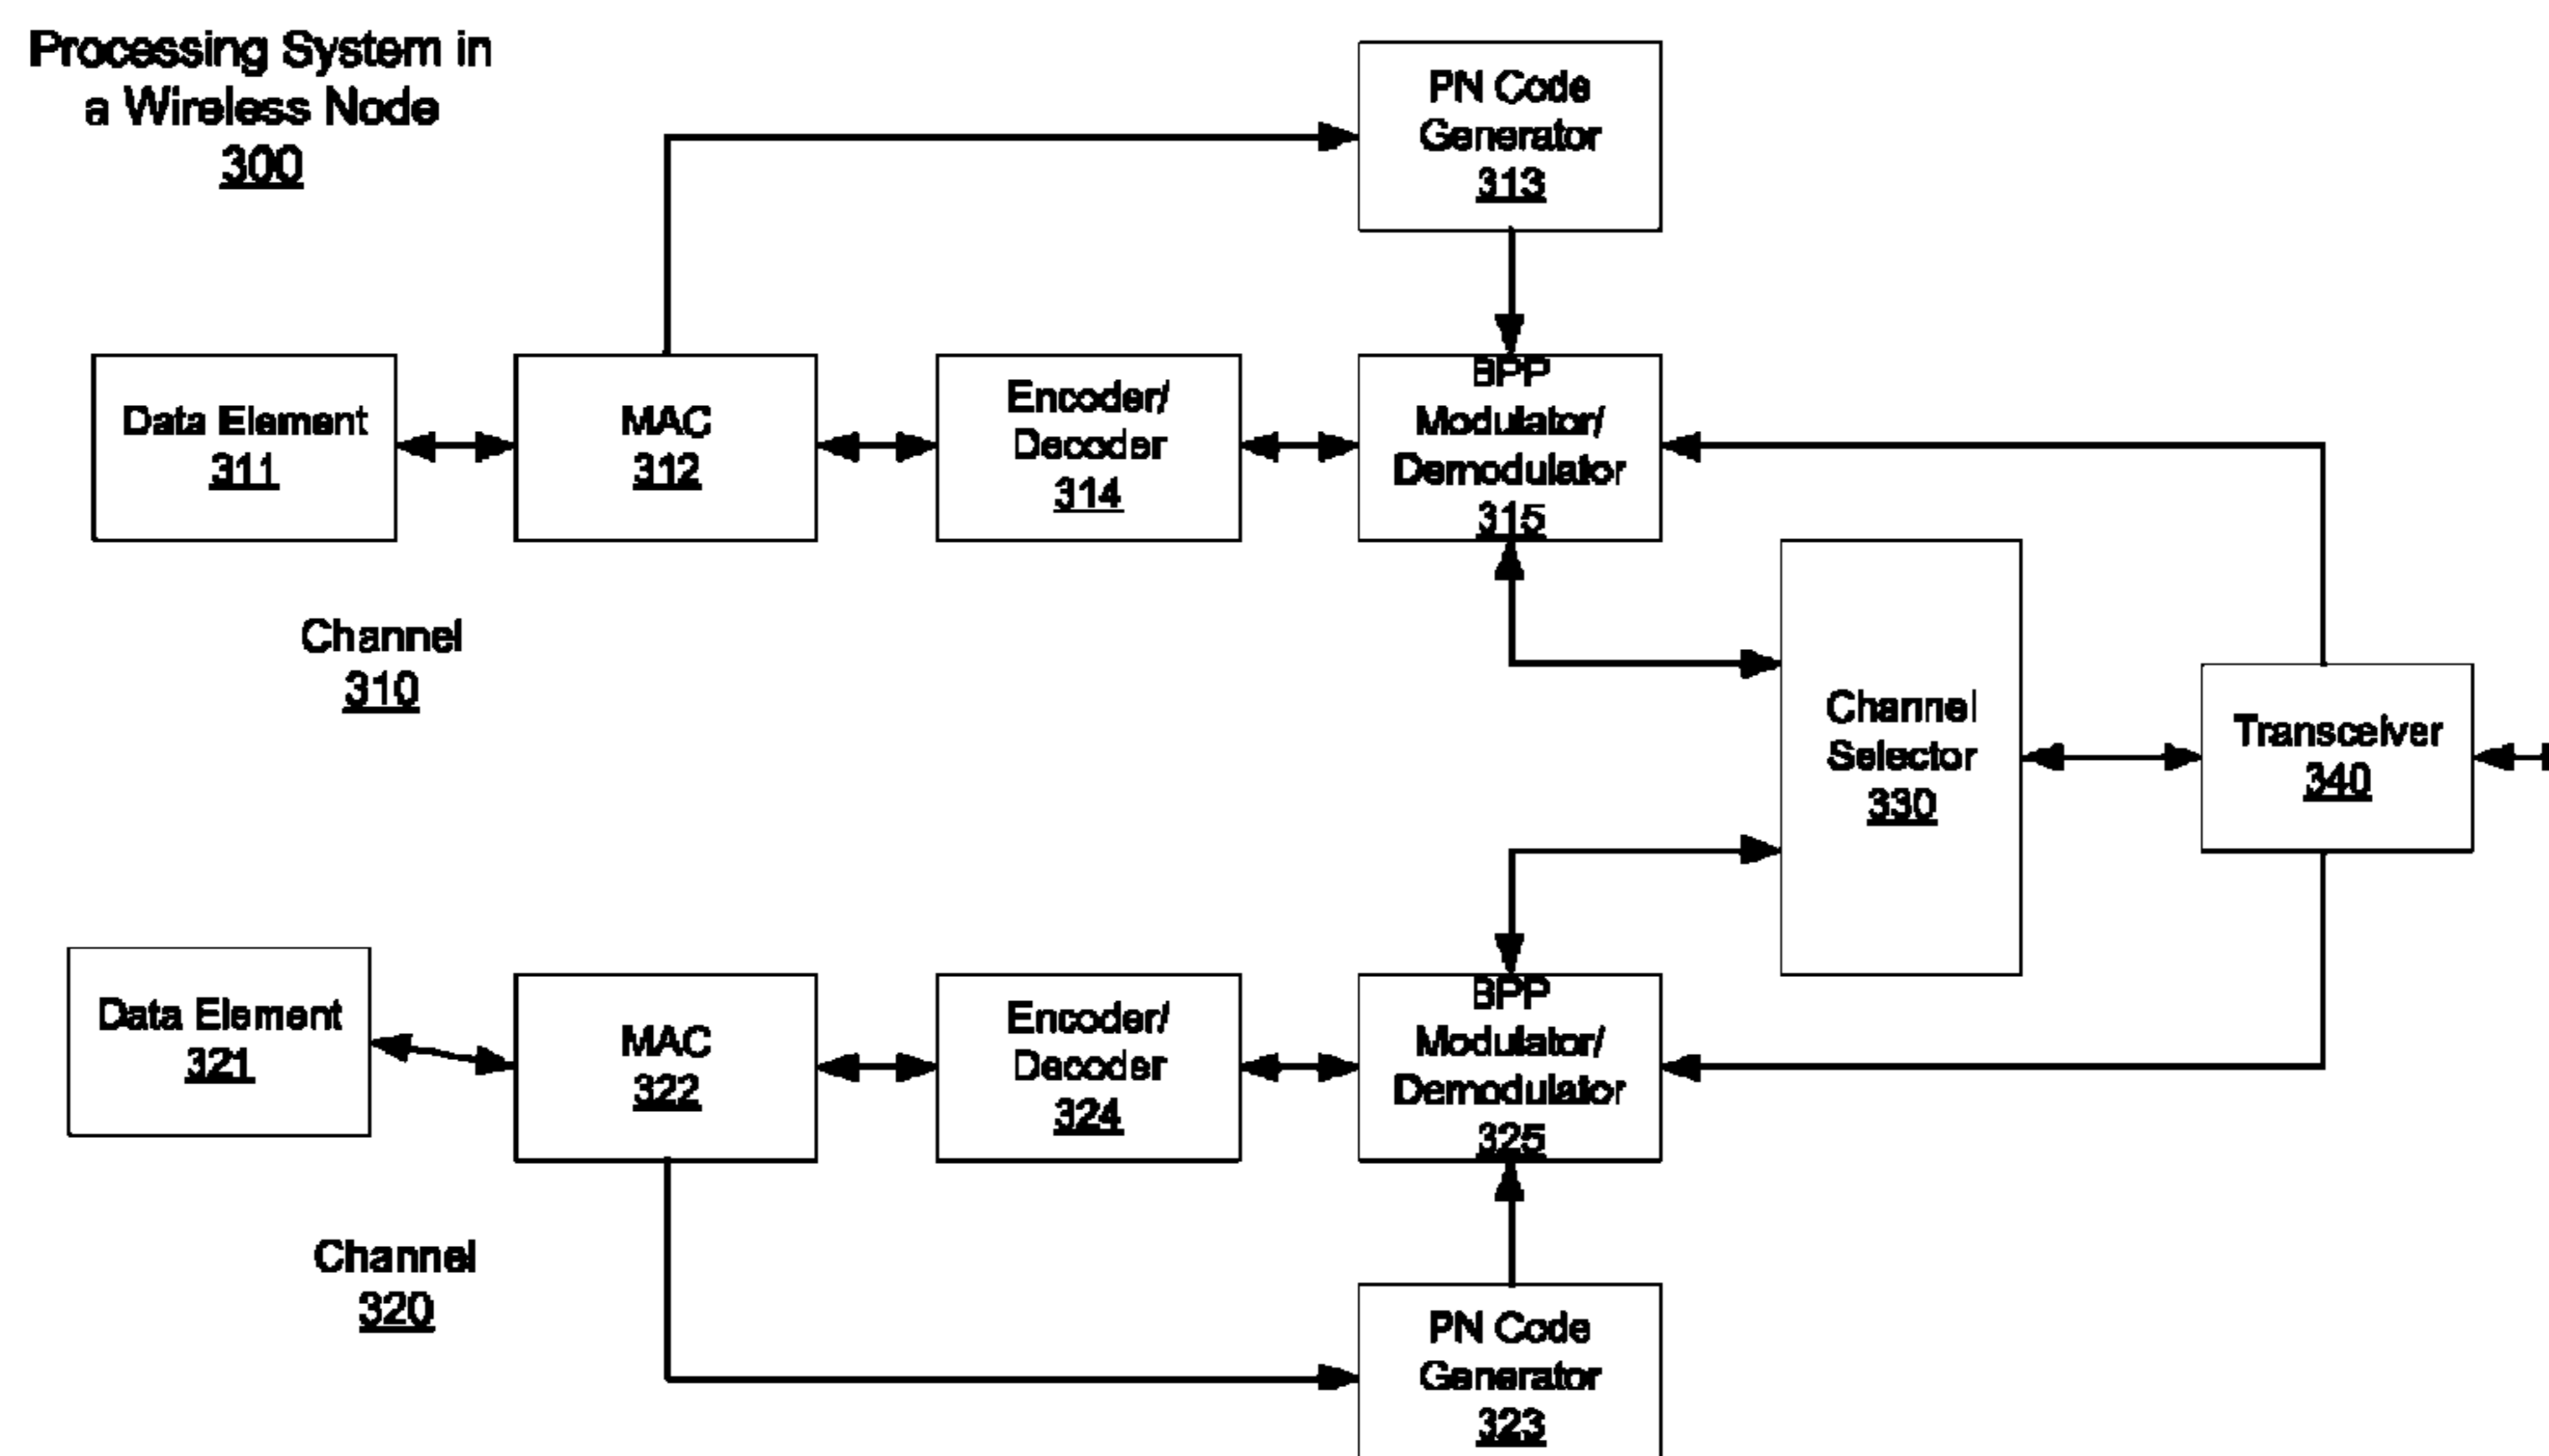 Processing System in
a Wireless Node
300
PN Code
Generator
313
Data Element
311
MAC
312
Encoder/
Decoder
314
BPP
Modulator/
Demodulator
315
Channel
310
Channel
Selector
330
Transceiver
340
Data Element
321
MAC
322
Encoder/
Decoder
324
BPP
Modulator/
Demodulator
325
Channel
320
PN Code
Generator
323